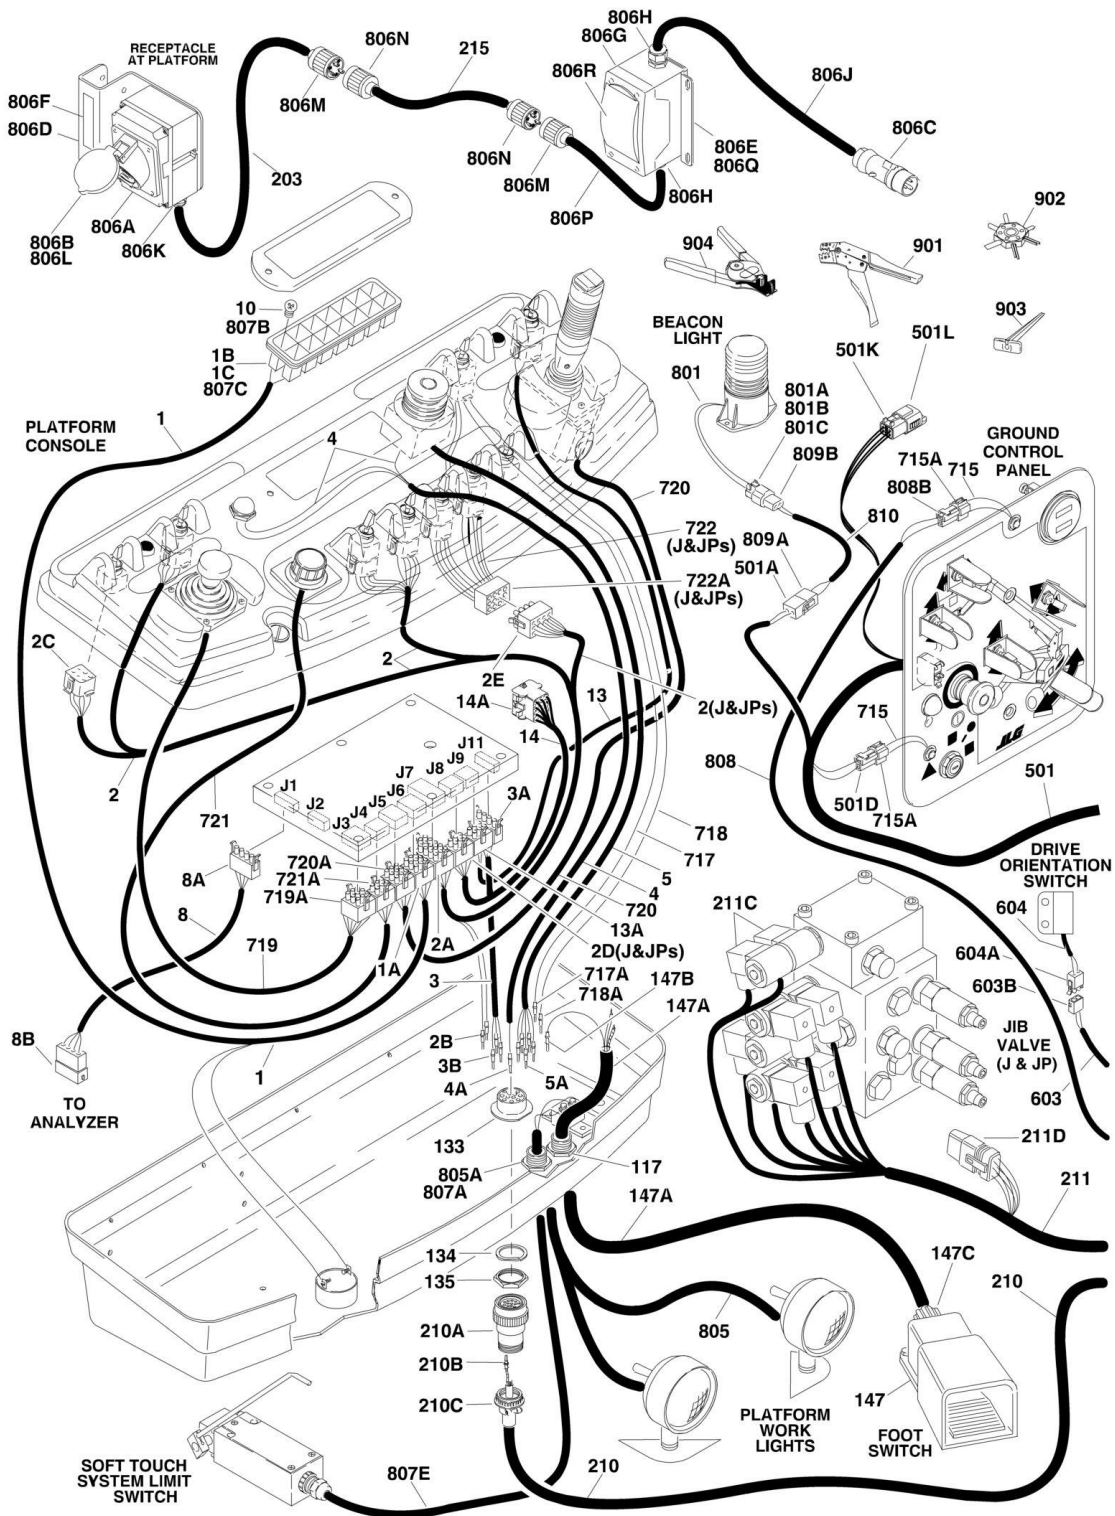 RECEPTACLE
AT PLATFORM
806F
806D
806B
806L
806A
806K
203
806M
806N
215
806N
806M
806H
806G
806R
806E
806Q
806P
806H
806J
806C
904
901
902
903
10
807B
1B
1C
807C
1
PLATFORM
CONSOLE
4
BEACON
LIGHT
801
801A
801B
801C
809B
501K
501L
GROUND
CONTROL
PANEL
715A
715
808B
810
720
809A
501A
722
(J&JPs)
722A
(J&JPs)
2C
2
2E
14A
14
13
2(J&JPs)
2
2
721
J1
J2
J3
J4
J5
J6
J7
J8
J9
J11
3A
715
JLG
808
501D
715A
501
8A
8
720A
721A
719A
719
718
717
5
4
720
13A
2D(J&JPs)
2A
1A
3
717A
718A
147B
147A
DRIVE
ORIENTATION
SWITCH
604
604A
603B
211C
JIB
VALVE
(J & JP)
603
8B
TO
ANALYZER
1
2B
3B
4A
5A
133
805A
807A
117
147A
211D
211
134
135
210A
210B
210C
805
147C
210
147
PLATFORM
WORK
LIGHTS
FOOT
SWITCH
SOFT TOUCH
SYSTEM LIMIT
SWITCH
807E
210